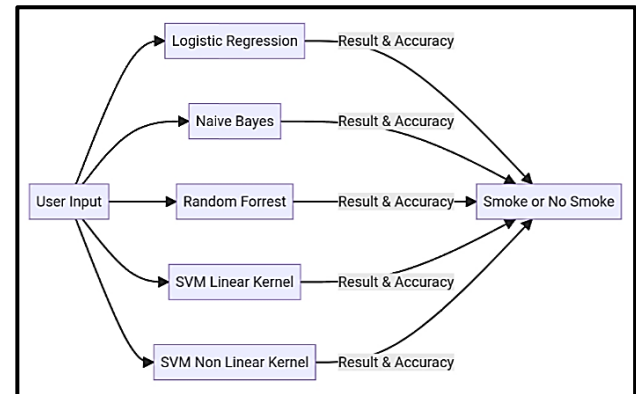 Logistic Regression
Result & Accuracy
Naive Bayes
Result & Accuracy
User Input
Random Forrest
Result & Accuracy
Smoke or No Smoke
SVM Linear Kernel
Result & Accuracy
SVM Non Linear Kernel
Result & Accuracy